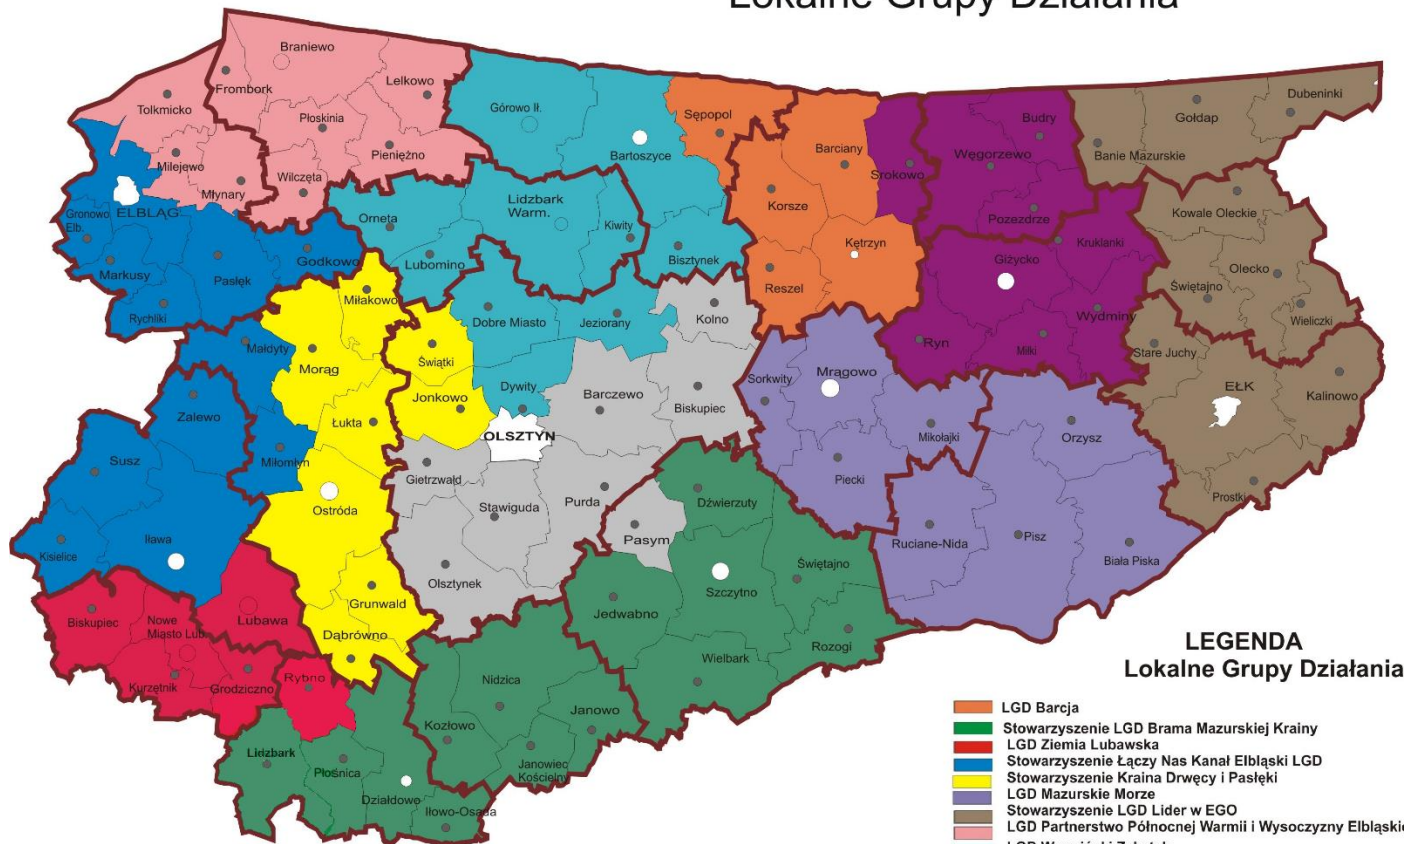 Lokalne Grupy Działania
Braniewo
Frombork
Lelkowo
Tolkmicko
Płoskinia
Pieniężno
Milejewo
Młynary
Wilczęta
Górowo Ił.
Bartoszyce
Sępopol
Barciany
Srokowo
Korsze
Kętrzyn
Reszel
Budry
Węgorzewo
Pozezdrze
Dubeninki
Gołdap
Banie Mazurskie
Kowale Oleckie
Olecko
Świętajno
Wieliczki
Kruklanki
Giżycko
Wydminy
Ryn
Miłki
Stare Juchy
EŁK
Kalinowo
Prostki
Gronowo
Elb.
ELBLĄG
Markusy
Pasłęk
Godkowo
Rychliki
Orneta
Lidzbark
Warm.
Kiwity
Lubomino
Bisztynek
Miłakowo
Dobre Miasto
Jeziorany
Kolno
Małdyty
Morąg
Świątki
Dywity
Jonkowo
Barczewo
Biskupiec
OLSZTYN
Zalewo
Łukta
Susz
Miłomłyn
Gietrzwałd
Stawiguda
Purda
Ostróda
Olsztynek
Pasym
Iława
Kisielice
Sorkwity
Mrągowo
Mikołajki
Piecki
Orzysz
Ruciane-Nida
Pisz
Biała Piska
Dźwierzuty
Szczytno
Świętajno
Jedwabno
Rozogi
Wielbark
Grunwald
Dąbrówno
Biskupiec
Nowe
Miasto Lub.
Lubawa
Kurzętnik
Grodziczno
Rybno
Nidzica
Kozłowo
Janowo
Janowiec
Kościelny
Lidzbark
Płośnica
Działdowo
Iłowo-Osada
LEGENDA
Lokalne Grupy Działania
LGD Barcja
Stowarzyszenie LGD Brama Mazurskiej Krainy
LGD Ziemia Lubawska
Stowarzyszenie Łączy Nas Kanał Elbląski LGD
Stowarzyszenie Kraina Drwęcy i Pasłęki
LGD Mazurskie Morze
Stowarzyszenie LGD Lider w EGO
LGD Partnerstwo Północnej Warmii i Wysoczyzny Elbląskie